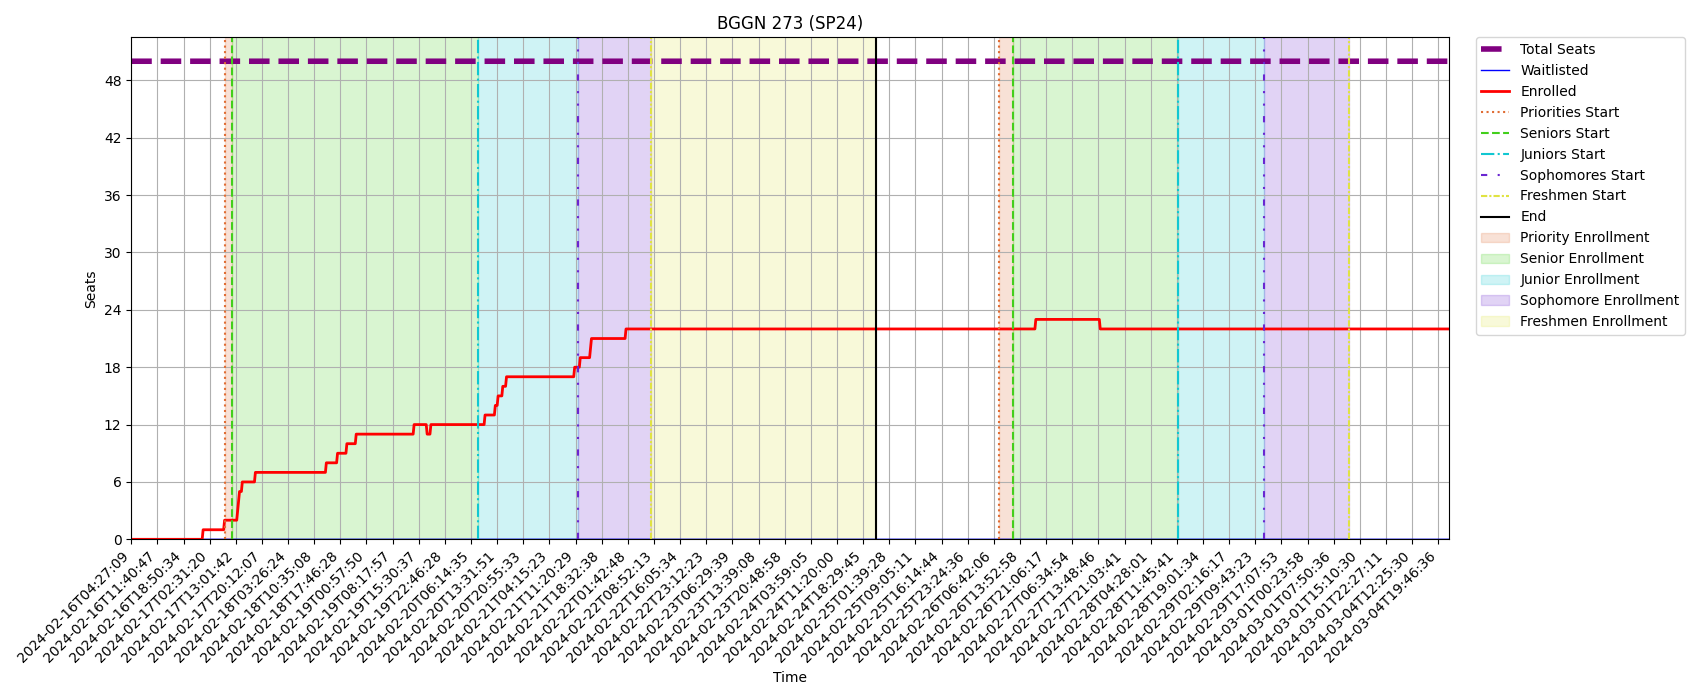 BGGN 273 (SP24)
Seats
48
42
36
30
24
18
12
6
0
2024-02-16T04:27:09
2024-02-16T11:40:47
2024-02-16T18:50:34
2024-02-17T02:31:20
2024-02-17T13:01:42
2024-02-17T20:12:07
2024-02-18T03:26:24
2024-02-18T10:35:08
2024-02-18T17:46:28
2024-02-19T00:57:50
2024-02-19T08:17:57
2024-02-19T15:30:37
2024-02-19T22:46:28
2024-02-20T06:14:35
2024-02-20T13:31:51
2024-02-20T20:55:33
2024-02-21T04:15:23
2024-02-21T11:20:29
2024-02-21T18:32:38
2024-02-22T01:42:48
2024-02-22T08:52:13
2024-02-22T16:05:34
2024-02-22T23:12:23
2024-02-23T06:29:39
2024-02-23T13:39:08
2024-02-23T20:48:58
2024-02-24T03:59:05
2024-02-24T11:20:00
2024-02-24T18:29:45
2024-02-25T01:39:28
2024-02-25T09:05:11
2024-02-25T16:14:44
2024-02-25T23:24:36
2024-02-26T06:42:06
2024-02-26T13:52:58
2024-02-26T21:06:17
2024-02-27T06:34:54
2024-02-27T13:48:46
2024-02-27T21:03:41
2024-02-28T04:28:01
2024-02-28T11:45:41
2024-02-28T19:01:34
2024-02-29T02:16:17
2024-02-29T09:43:23
2024-02-29T17:07:53
2024-03-01T00:23:58
2024-03-01T07:50:36
2024-03-01T15:10:30
2024-03-01T22:27:11
2024-03-04T12:25:30
2024-03-04T19:46:36
Time
Total Seats
Waitlisted
Enrolled
Priorities Start
Seniors Start
Juniors Start
Sophomores Start
Freshmen Start
End
Priority Enrollment
Senior Enrollment
Junior Enrollment
Sophomore Enrollment
Freshmen Enrollment